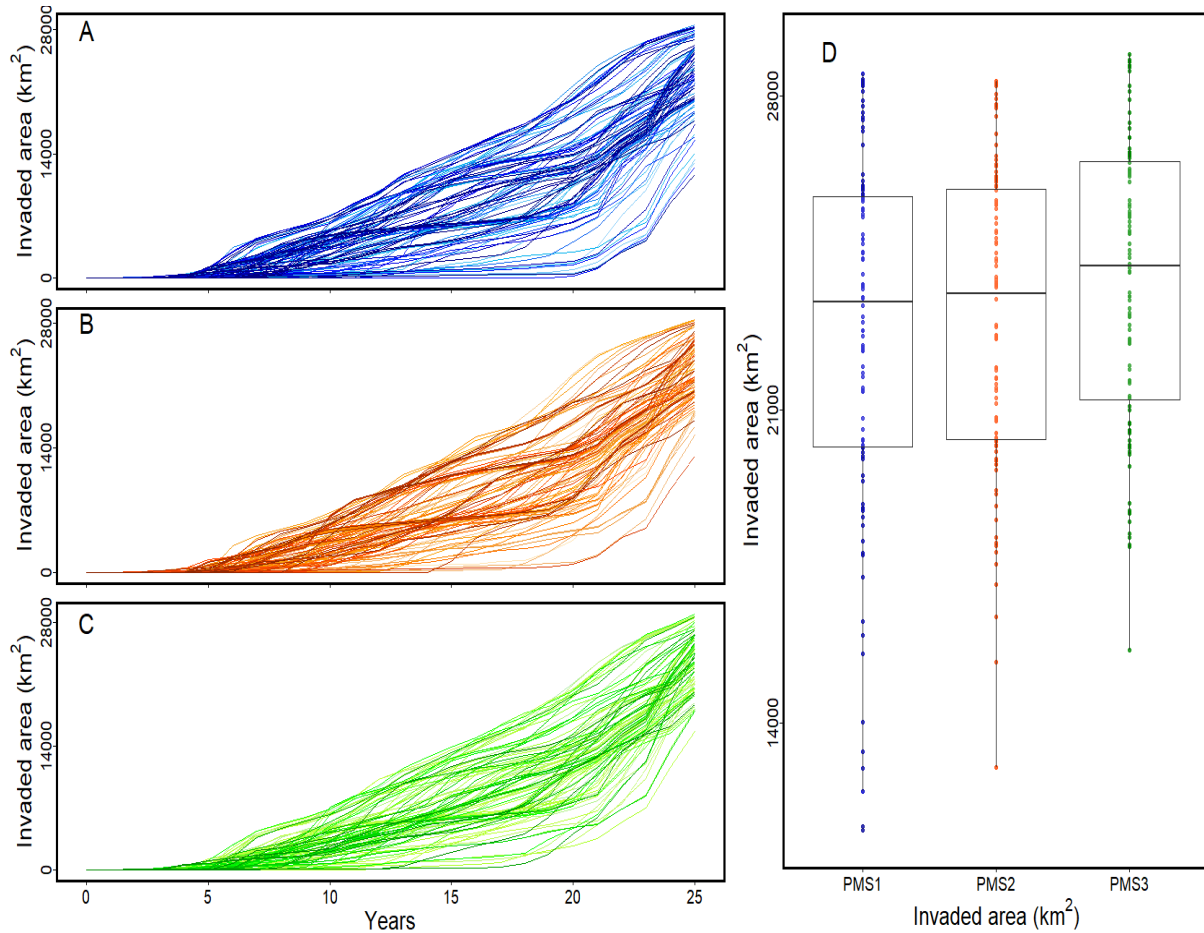 A
Invaded area (km²)
28000
14000
0
B
Invaded area (km²)
28000
14000
0
C
Invaded area (km²)
28000
14000
0
0 5 10 15 20 25
Years
D
Invaded area (km²)
28000
21000
14000
PMS1 PMS2 PMS3
Invaded area (km²)